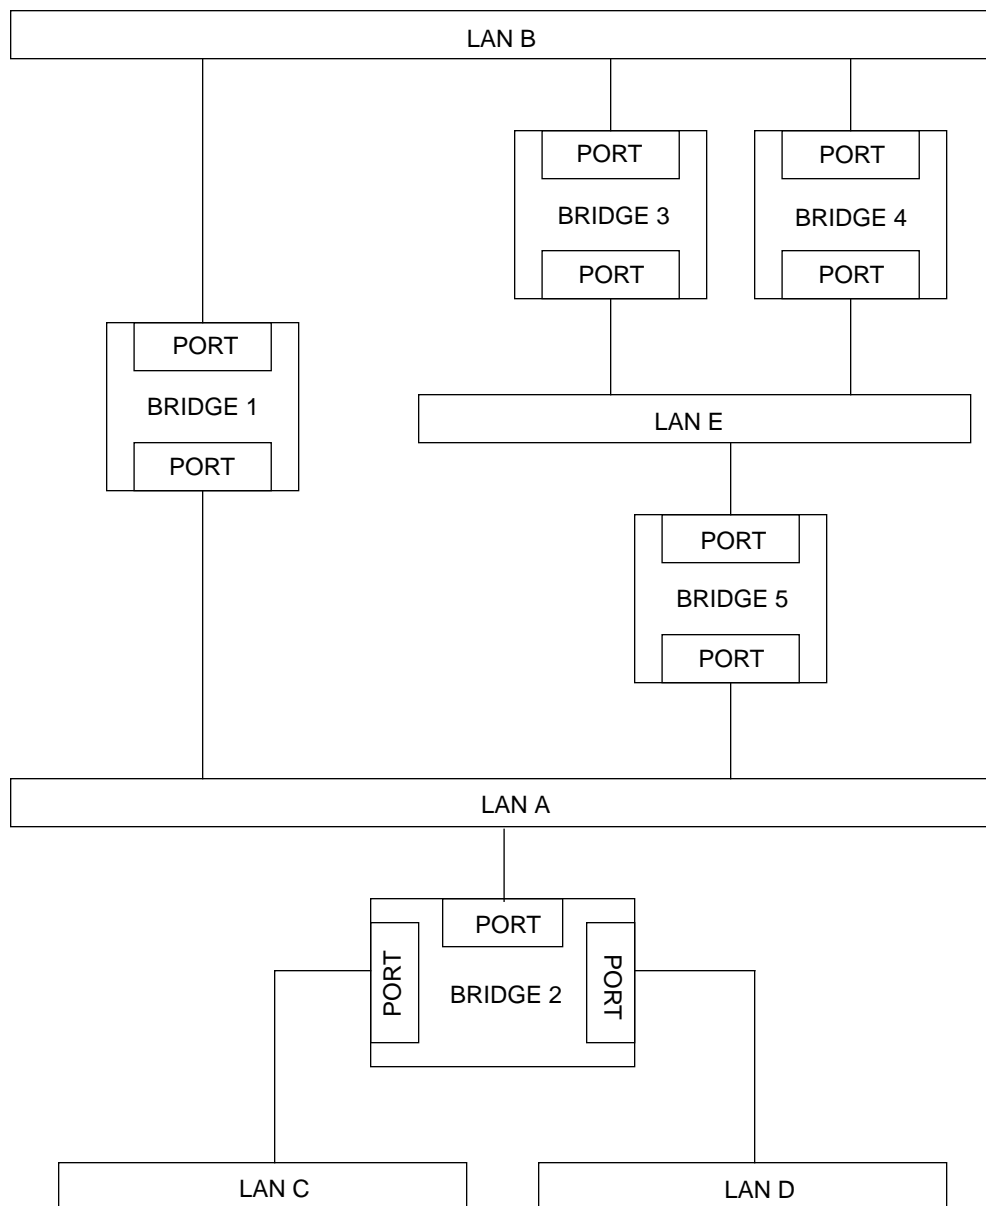 LAN B
PORT
PORT
BRIDGE 3
BRIDGE 4
PORT
PORT
PORT
BRIDGE 1
PORT
LAN E
PORT
BRIDGE 5
PORT
LAN A
PORT
PORT
BRIDGE 2
PORT
LAN C
LAN D